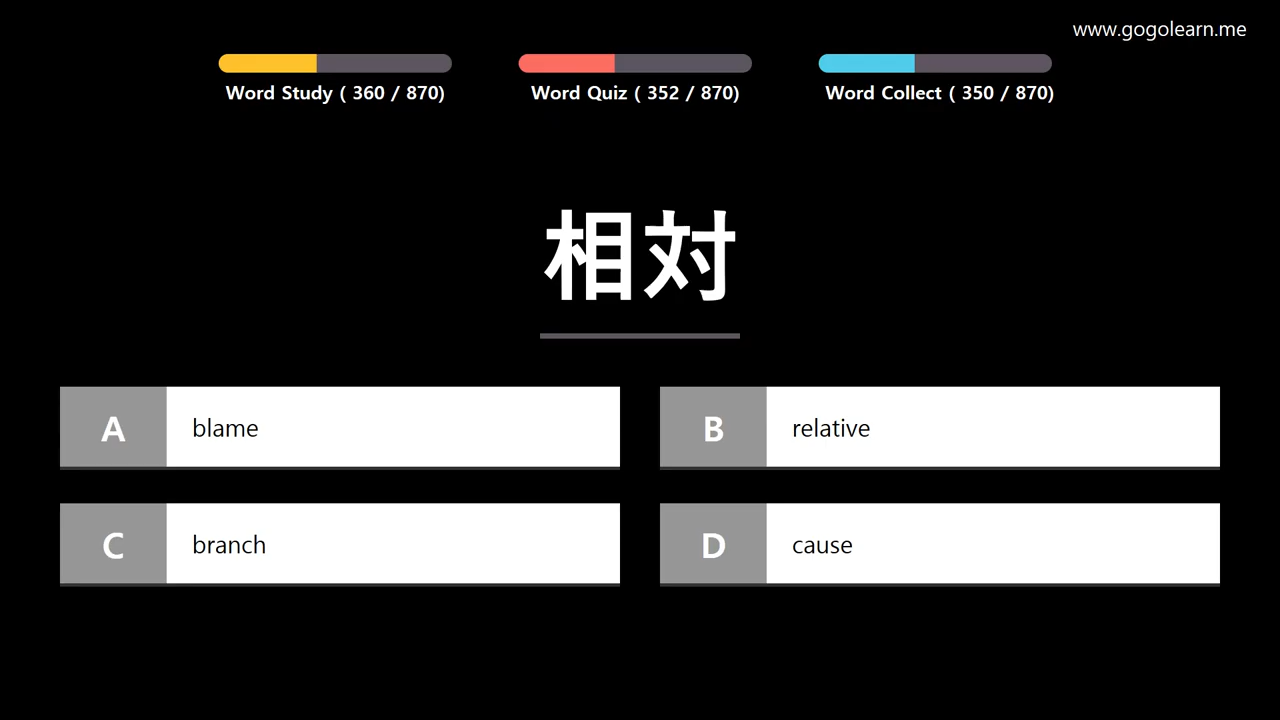 www.gogolearn.me
Word Study ( 360 / 870)
Word Quiz ( 352 / 870)
Word Collect ( 350 / 870)
相対
A blame
B relative
C branch
D cause